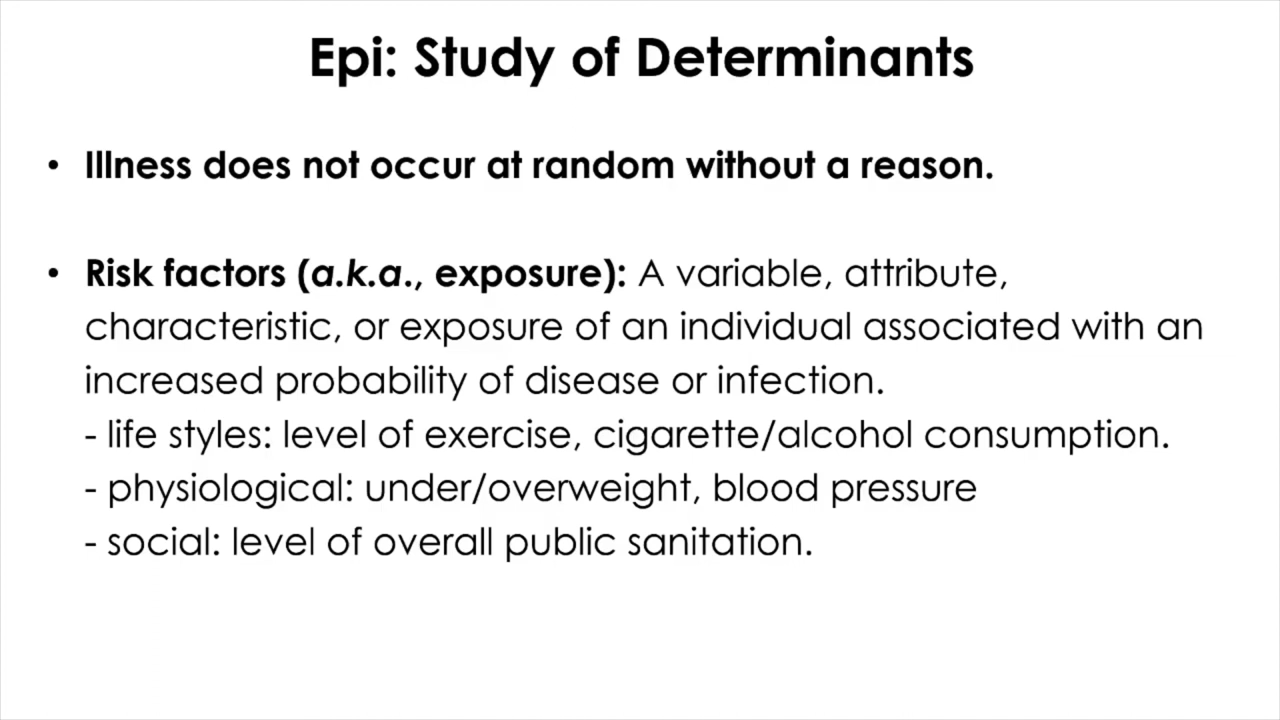 Epi: Study of Determinants
• Illness does not occur at random without a reason.
• Risk factors (a.k.a., exposure): A variable, attribute,
characteristic, or exposure of an individual associated with an
increased probability of disease or infection.
- life styles: level of exercise, cigarette/alcohol consumption.
- physiological: under/overweight, blood pressure
- social: level of overall public sanitation.